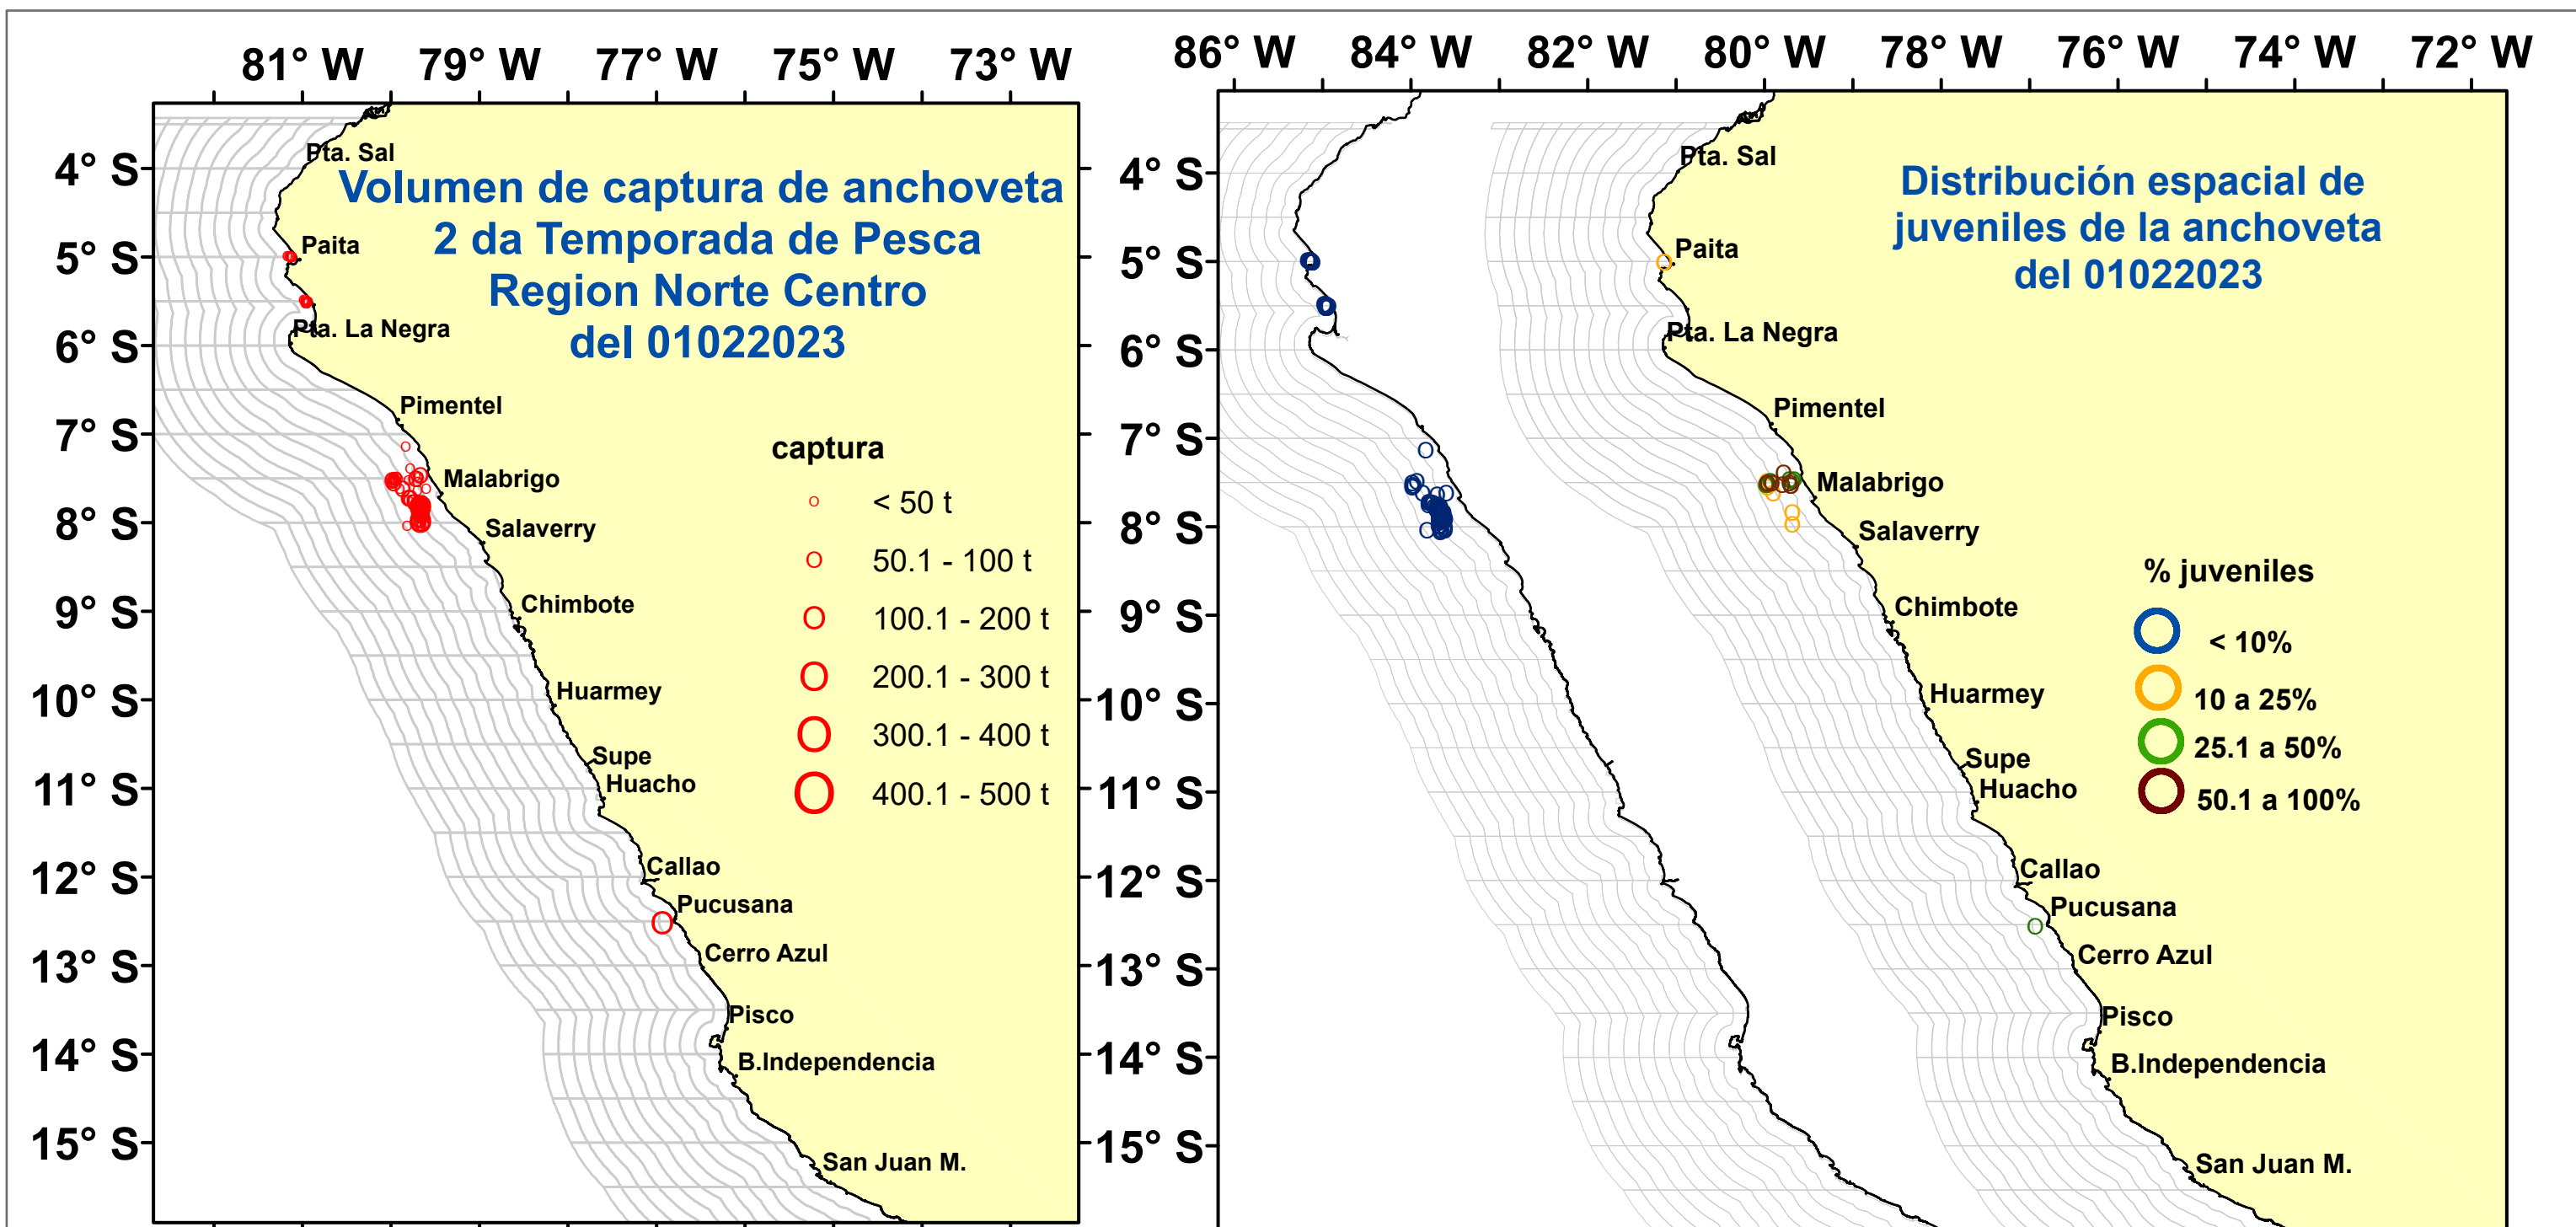 81° W 79° W 77° W 75° W 73° W
4° S
5° S
6° S
7° S
8° S
9° S
10° S
11° S
12° S
13° S
14° S
15° S
Volumen de captura de anchoveta
2 da Temporada de Pesca
Region Norte Centro
del 01022023
Pta. Sal
Paita
Pta. La Negra
Pimentel
Malabrigo
Salaverry
Chimbote
Huarmey
Supe
Huacho
Callao
Pucusana
Cerro Azul
Pisco
B.Independencia
San Juan M.
captura
< 50 t
50.1 - 100 t
100.1 - 200 t
200.1 - 300 t
300.1 - 400 t
400.1 - 500 t
86° W 84° W 82° W 80° W 78° W 76° W 74° W 72° W
4° S
5° S
6° S
7° S
8° S
9° S
10° S
11° S
12° S
13° S
14° S
15° S
Distribución espacial de
juveniles de la anchoveta
del 01022023
Pta. Sal
Paita
Pta. La Negra
Pimentel
Malabrigo
Salaverry
Chimbote
Huarmey
Supe
Huacho
Callao
Pucusana
Cerro Azul
Pisco
B.Independencia
San Juan M.
% juveniles
< 10%
10 a 25%
25.1 a 50%
50.1 a 100%